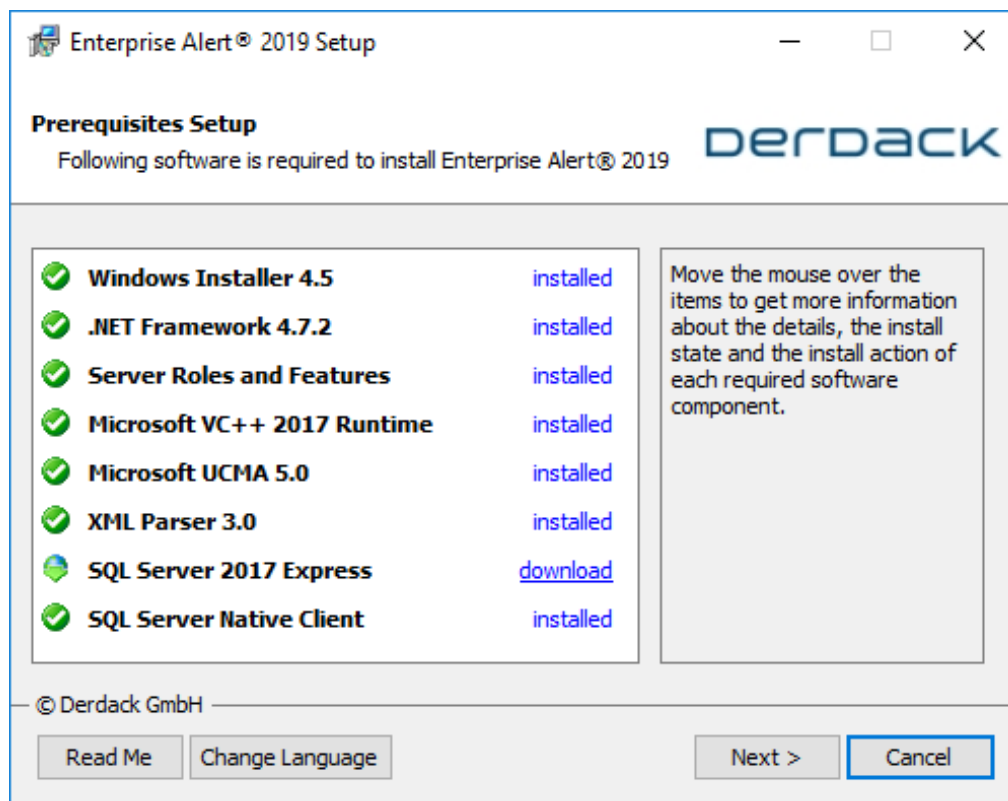 Enterprise Alert® 2019 Setup
Prerequisites Setup
Following software is required to install Enterprise Alert® 2019
DERDACK
Windows Installer 4.5 installed
.NET Framework 4.7.2 installed
Server Roles and Features installed
Microsoft VC++ 2017 Runtime installed
Microsoft UCMA 5.0 installed
XML Parser 3.0 installed
SQL Server 2017 Express download
SQL Server Native Client installed
Move the mouse over the
items to get more information
about the details, the install
state and the install action of
each required software
component.
© Derdack GmbH
Read Me Change Language Next > Cancel